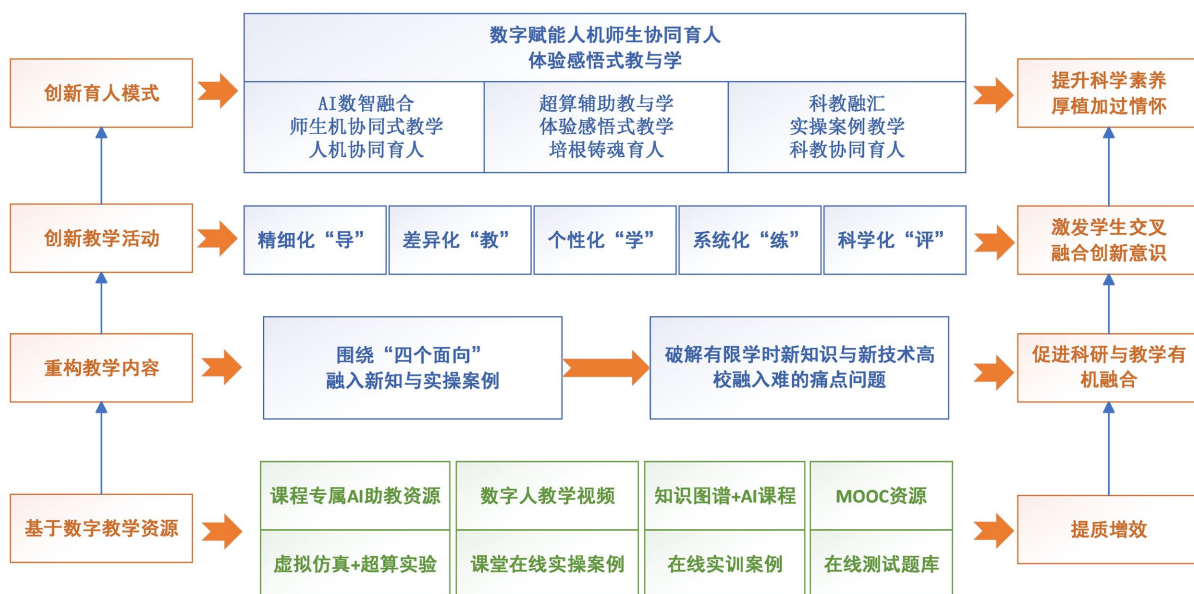 数字赋能人机师生协同育人
体验感悟式教与学
创新育人模式
AI数智融合
师生机协同式教学
人机协同育人
超算辅助教与学
体验感悟式教学
培根铸魂育人
科教融汇
实操案例教学
科教协同育人
提升科学素养
厚植加过情怀
创新教学活动
精细化“导”
差异化“教”
个性化“学”
系统化“练”
科学化“评”
激发学生交叉
融合创新意识
重构教学内容
围绕“四个面向”
融入新知与实操案例
破解有限学时新知识与新技术高
校融入难的痛点问题
促进科研与教学有
机融合
基于数字教学资源
课程专属AI助教资源
数字人教学视频
知识图谱+AI课程
MOOC资源
虚拟仿真+超算实验
课堂在线实操案例
在线实训案例
在线测试题库
提质增效